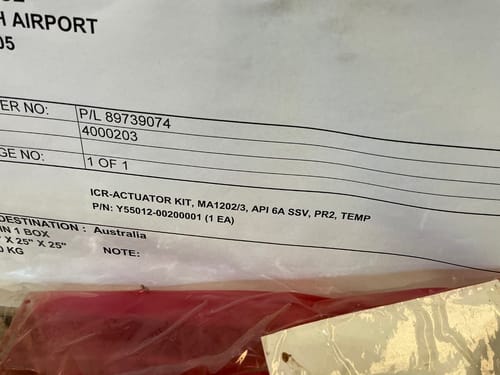 H AIRPORT
05
ER NO: P/L 89739074
4000203
GE NO: 1 OF 1
ICR-ACTUATOR KIT, MA1202/3, API 6A SSV, PR2, TEMP
P/N: Y55012-00200001 (1 EA)
DESTINATION : Australia
IN 1 BOX
X 25" X 25"
KG NOTE: